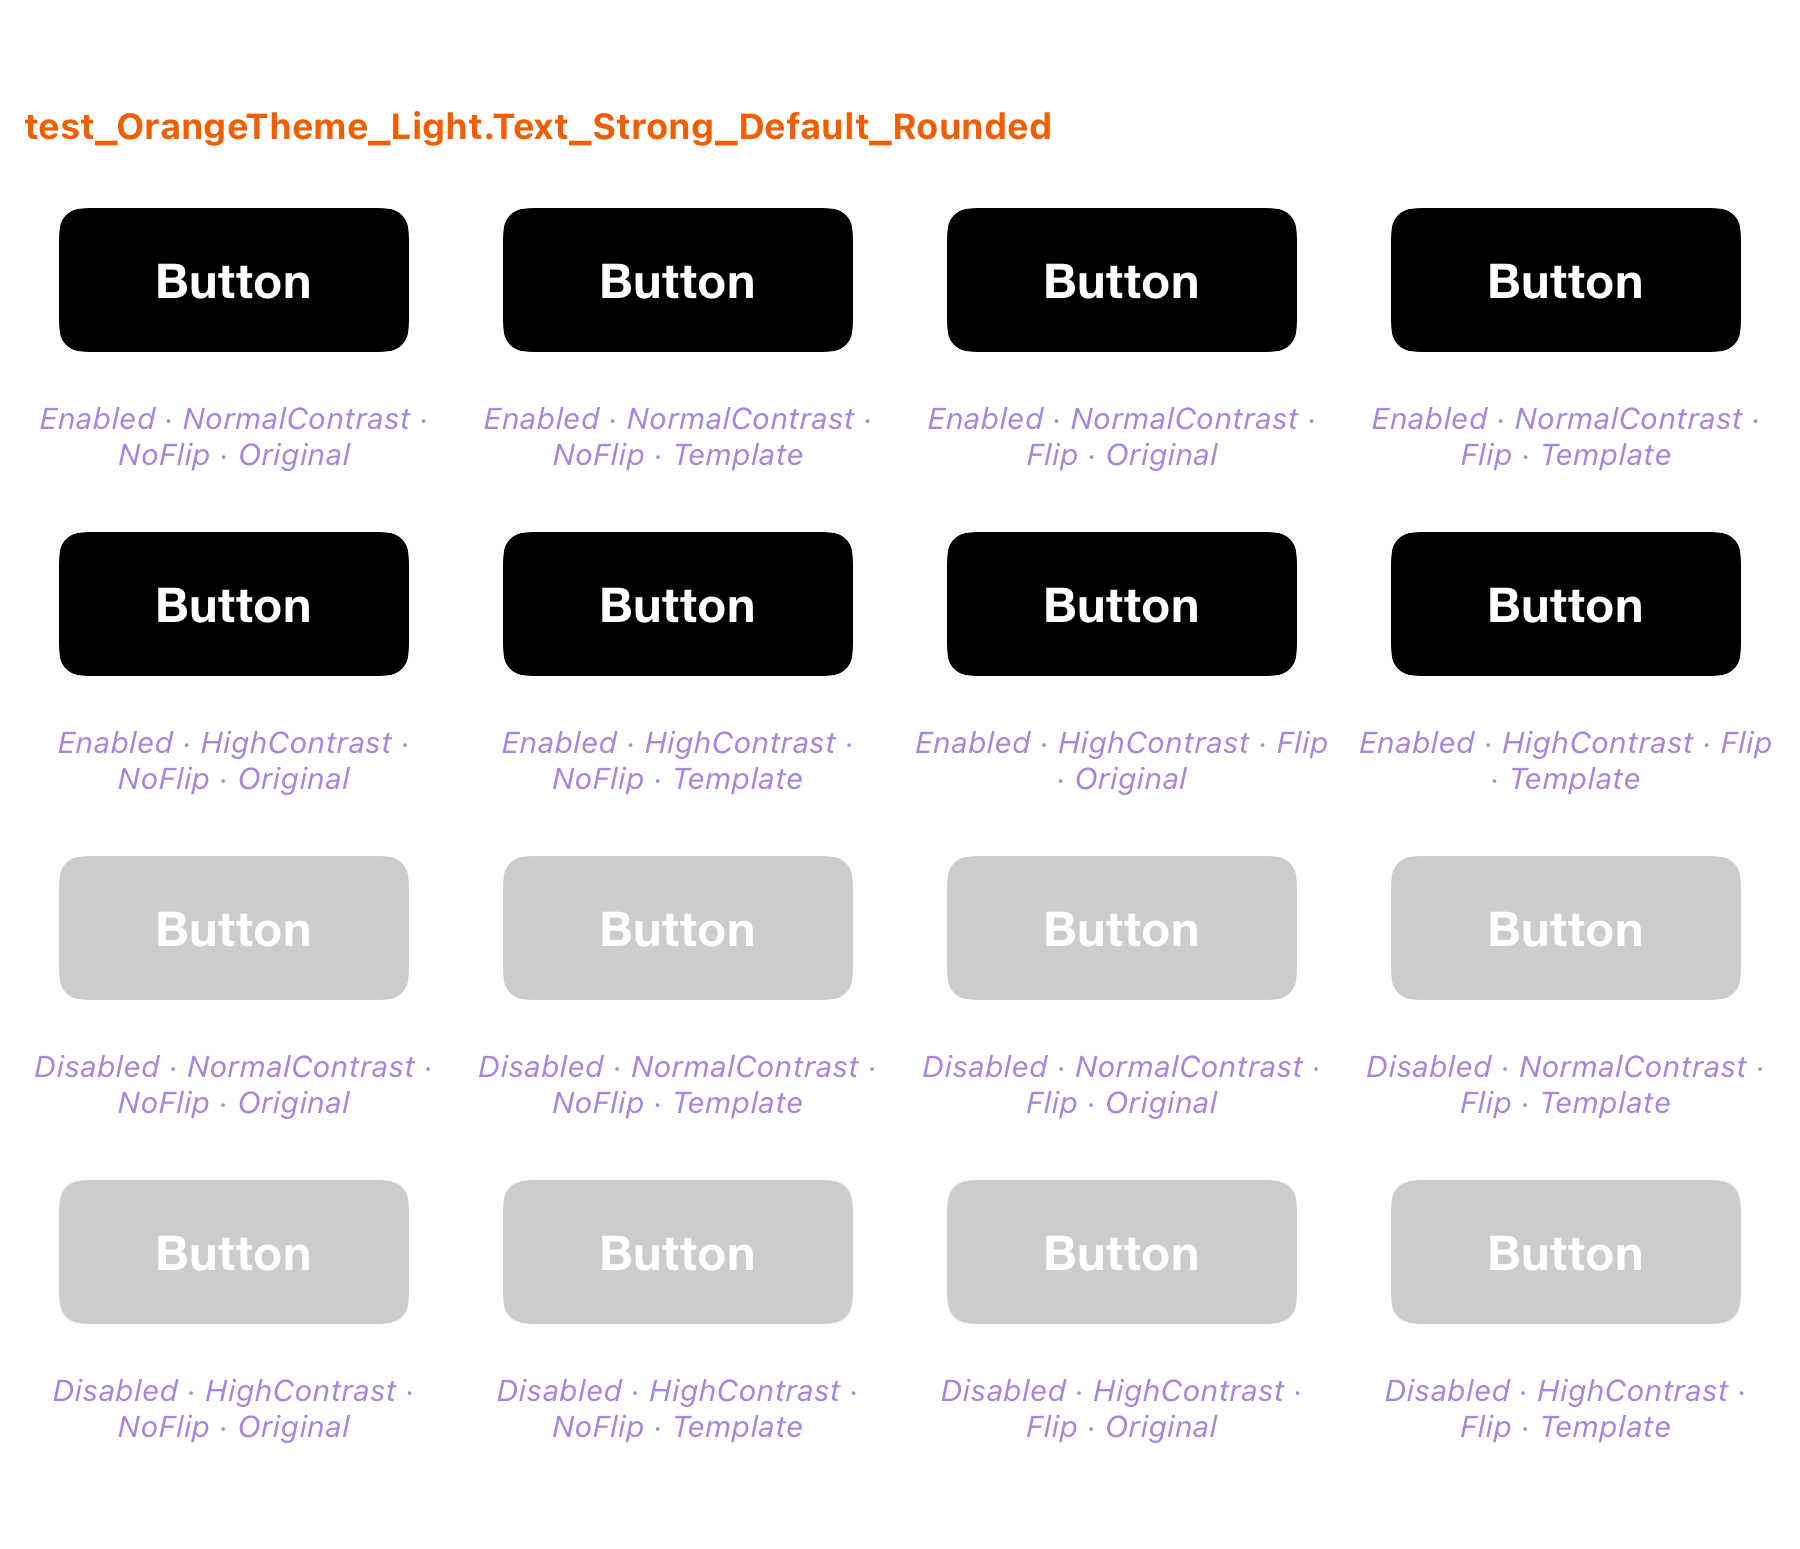 test_OrangeTheme_Light.Text_Strong_Default_Rounded
Button
Button
Button
Button
Enabled · NormalContrast ·
NoFlip · Original
Enabled · NormalContrast ·
NoFlip · Template
Enabled · NormalContrast ·
Flip · Original
Enabled · NormalContrast ·
Flip · Template
Button
Button
Button
Button
Enabled · HighContrast ·
NoFlip · Original
Enabled · HighContrast ·
NoFlip · Template
Enabled · HighContrast · Flip
· Original
Enabled · HighContrast · Flip
· Template
Button
Button
Button
Button
Disabled · NormalContrast ·
NoFlip · Original
Disabled · NormalContrast ·
NoFlip · Template
Disabled · NormalContrast ·
Flip · Original
Disabled · NormalContrast ·
Flip · Template
Button
Button
Button
Button
Disabled · HighContrast ·
NoFlip · Original
Disabled · HighContrast ·
NoFlip · Template
Disabled · HighContrast ·
Flip · Original
Disabled · HighContrast ·
Flip · Template